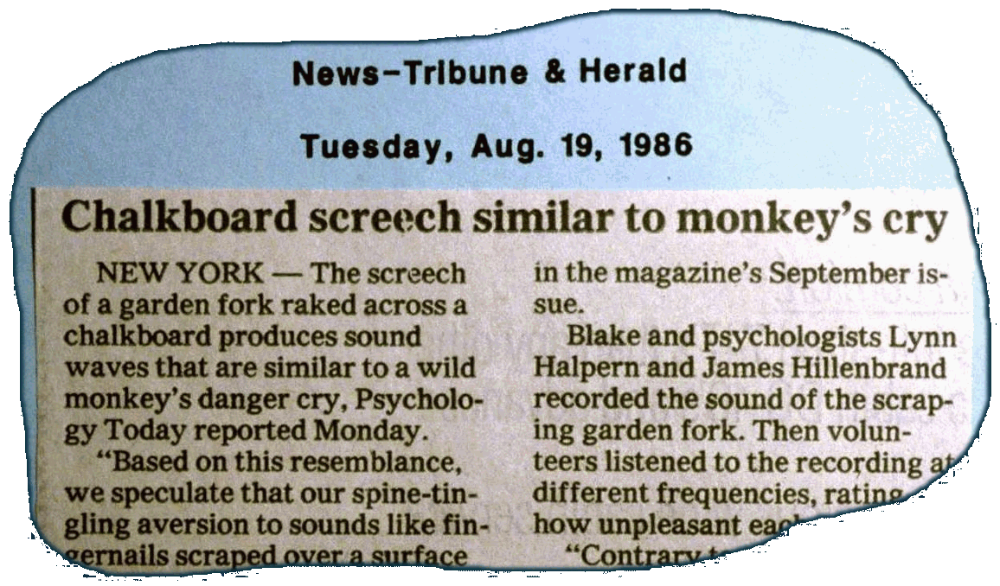 News-Tribune & Herald
Tuesday, Aug. 19, 1986
Chalkboard screech similar to monkey's cry
NEW YORK — The screech
of a garden fork raked across a
chalkboard produces sound
waves that are similar to a wild
monkey's danger cry, Psycholo-
gy Today reported Monday.
“Based on this resemblance,
we speculate that our spine-tin-
gling aversion to sounds like fin-
gernails scraped over a surface
in the magazine's September is-
sue.
Blake and psychologists Lynn
Halpern and James Hillenbrand
recorded the sound of the scrap-
ing garden fork. Then volun-
teers listened to the recording at
different frequencies, rating
how unpleasant each
“Contrary to